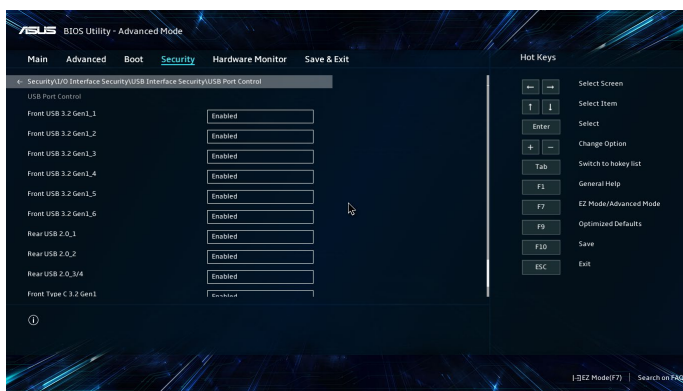 ASUS BIOS Utility - Advanced Mode
Main Advanced Boot Security Hardware Monitor Save & Exit
Hot Keys
← Security\I/O Interface Security\USB Interface Security\USB Port Control
USB Port Control
Front USB 3.2 Gen1_1 Enabled
Front USB 3.2 Gen1_2 Enabled
Front USB 3.2 Gen1_3 Enabled
Front USB 3.2 Gen1_4 Enabled
Front USB 3.2 Gen1_5 Enabled
Front USB 3.2 Gen1_6 Enabled
Rear USB 2.0_1 Enabled
Rear USB 2.0_2 Enabled
Rear USB 2.0_3/4 Enabled
Front Type C 3.2 Gen1 Enabled
← → Select Screen
↑ ↓ Select Item
Enter Select
+ − Change Option
Tab Switch to hokey list
F1 General Help
F7 EZ Mode/Advanced Mode
F9 Optimized Defaults
F10 Save
ESC Exit
EZ Mode(F7) | Search on FAQ